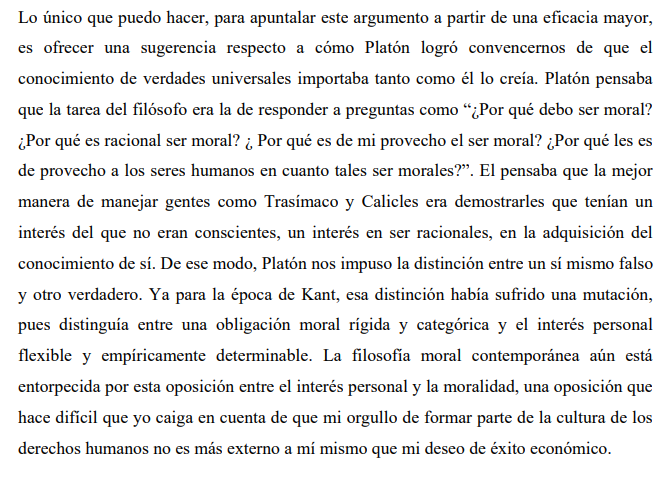 Lo único que puedo hacer, para apuntalar este argumento a partir de una eficacia mayor,
es ofrecer una sugerencia respecto a cómo Platón logró convencernos de que el
conocimiento de verdades universales importaba tanto como él lo creía. Platón pensaba
que la tarea del filósofo era la de responder a preguntas como “¿Por qué debo ser moral?
¿Por qué es racional ser moral? ¿ Por qué es de mi provecho el ser moral? ¿Por qué les es
de provecho a los seres humanos en cuanto tales ser morales?”. El pensaba que la mejor
manera de manejar gentes como Trasímaco y Calicles era demostrarles que tenían un
interés del que no eran conscientes, un interés en ser racionales, en la adquisición del
conocimiento de sí. De ese modo, Platón nos impuso la distinción entre un sí mismo falso
y otro verdadero. Ya para la época de Kant, esa distinción había sufrido una mutación,
pues distinguía entre una obligación moral rígida y categórica y el interés personal
flexible y empíricamente determinable. La filosofía moral contemporánea aún está
entorpecida por esta oposición entre el interés personal y la moralidad, una oposición que
hace difícil que yo caiga en cuenta de que mi orgullo de formar parte de la cultura de los
derechos humanos no es más externo a mí mismo que mi deseo de éxito económico.